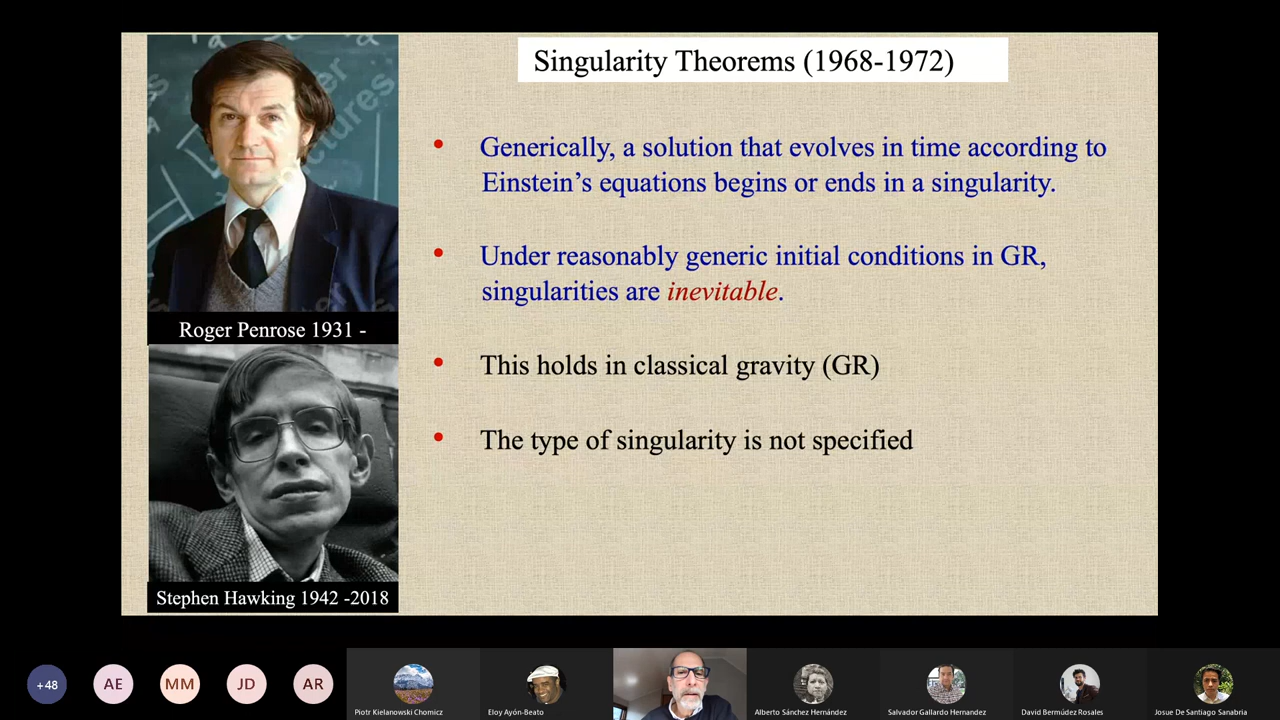 Singularity Theorems (1968-1972)
• Generically, a solution that evolves in time according to
Einstein’s equations begins or ends in a singularity.
• Under reasonably generic initial conditions in GR,
singularities are inevitable.
• This holds in classical gravity (GR)
• The type of singularity is not specified
Roger Penrose 1931 -
Stephen Hawking 1942 -2018
+48
AE
MM
JD
AR
Piotr Kielanowski Chomicz
Eloy Ayón-Beato
Alberto Sánchez Hernández
Salvador Gallardo Hernandez
David Bermúdez Rosales
Josue De Santiago Sanabria